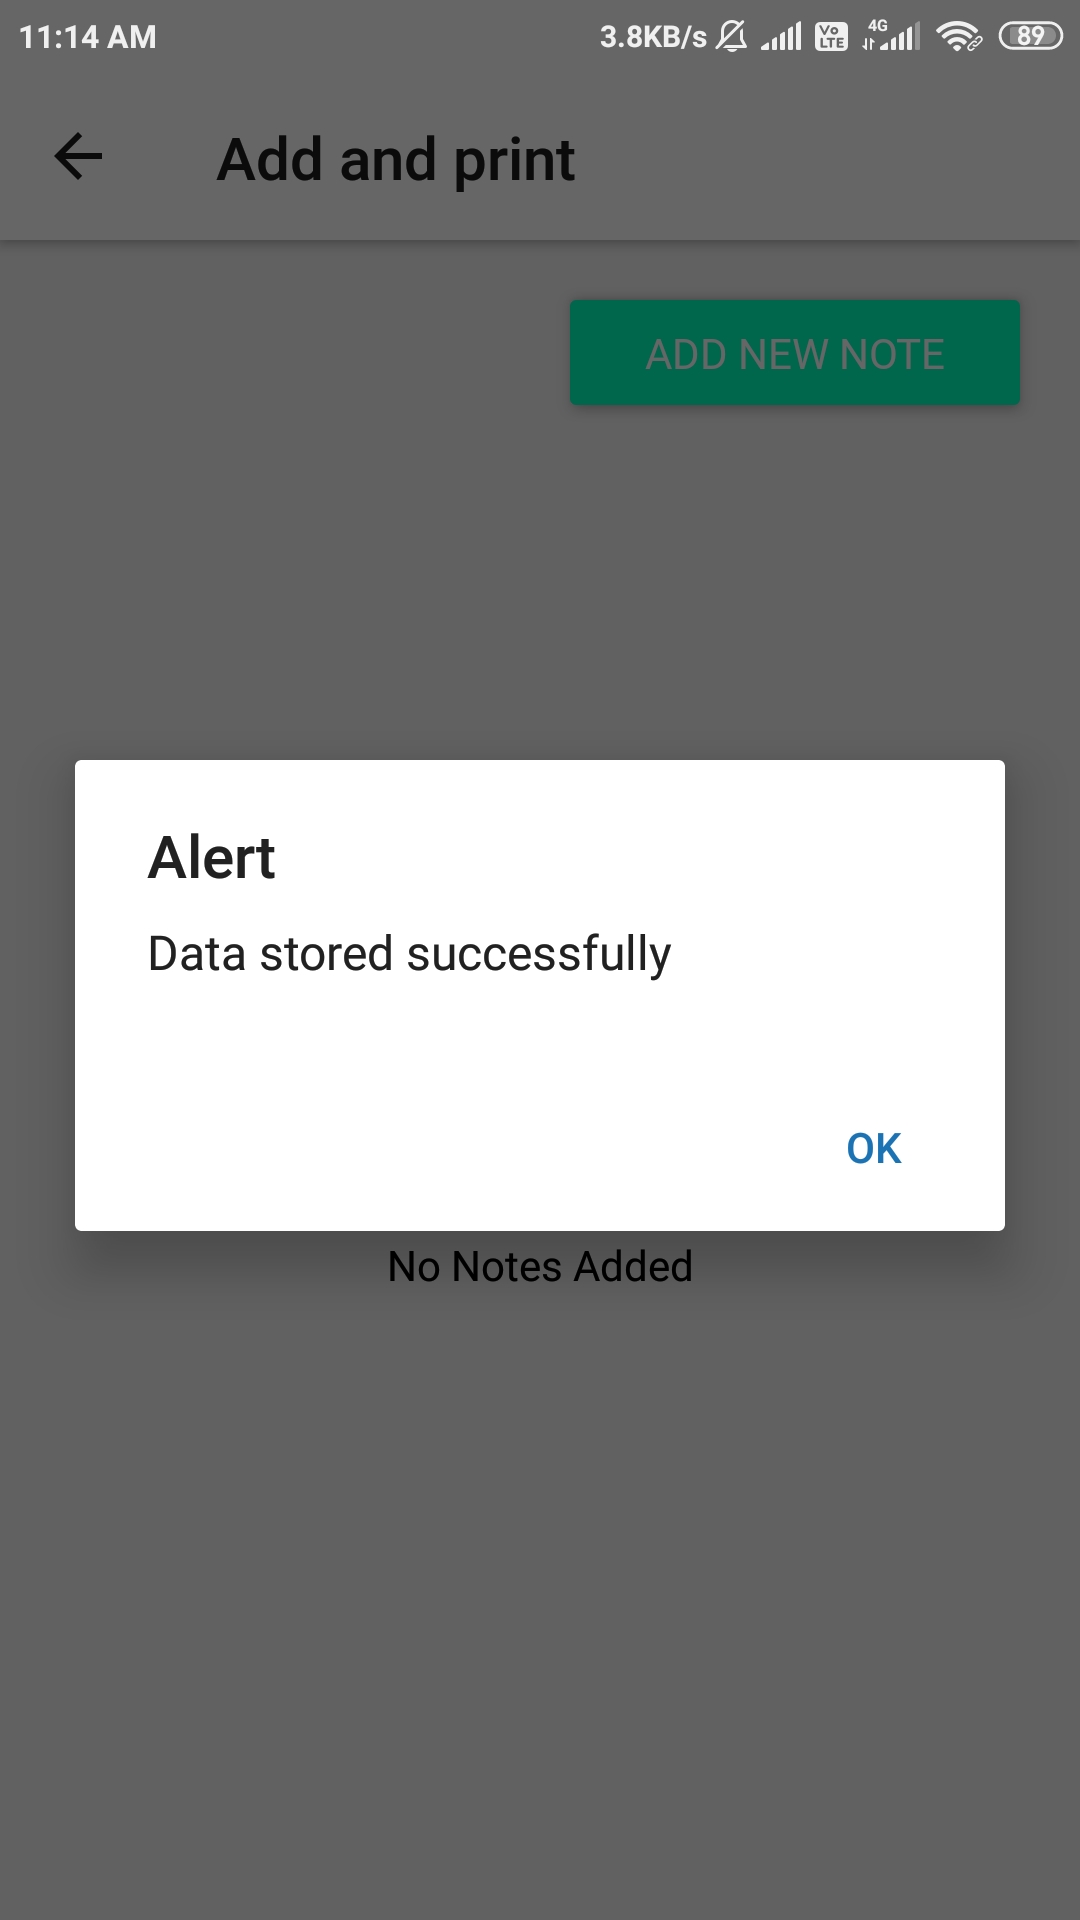 11:14 AM 3.8KB/s Vo LTE 4G 89
Add and print
ADD NEW NOTE
Alert
Data stored successfully
OK
No Notes Added